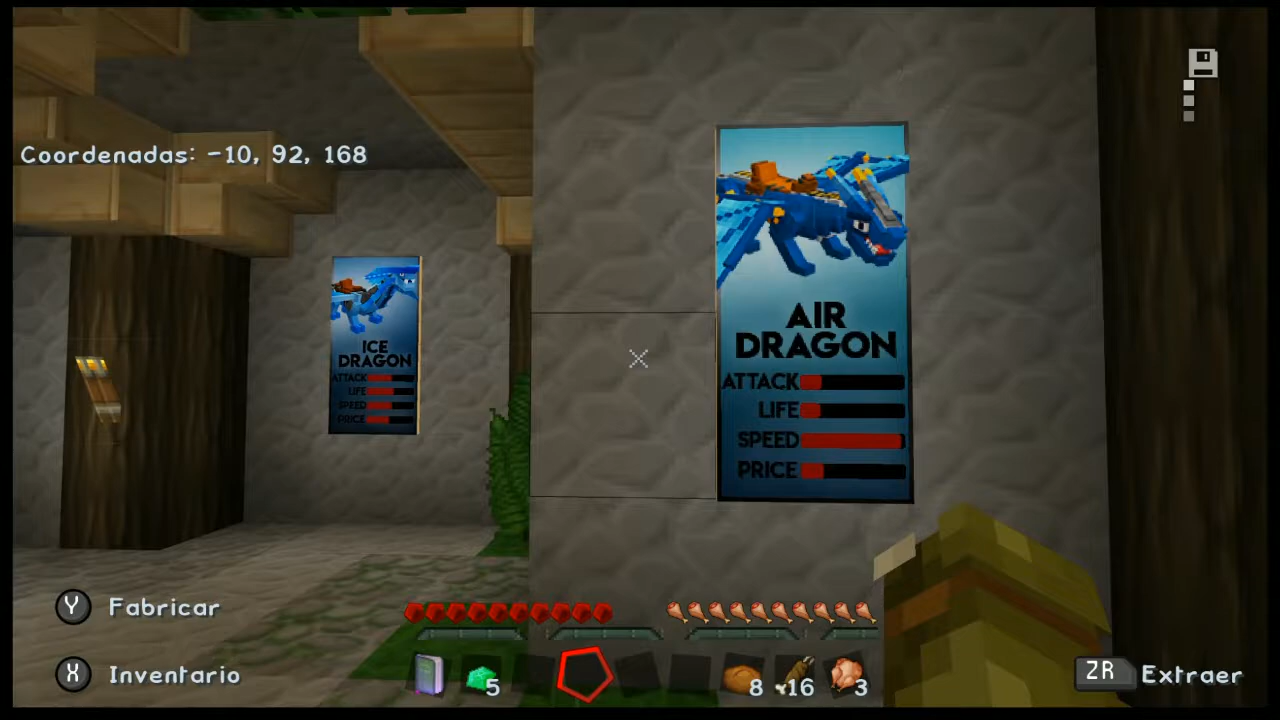 Coordenadas: -10, 92, 168
ICE
DRAGON
ATTACK
LIFE
SPEED
PRICE
AIR
DRAGON
ATTACK
LIFE
SPEED
PRICE
Y Fabricar
X Inventario
5
8
16
3
ZR Extraer